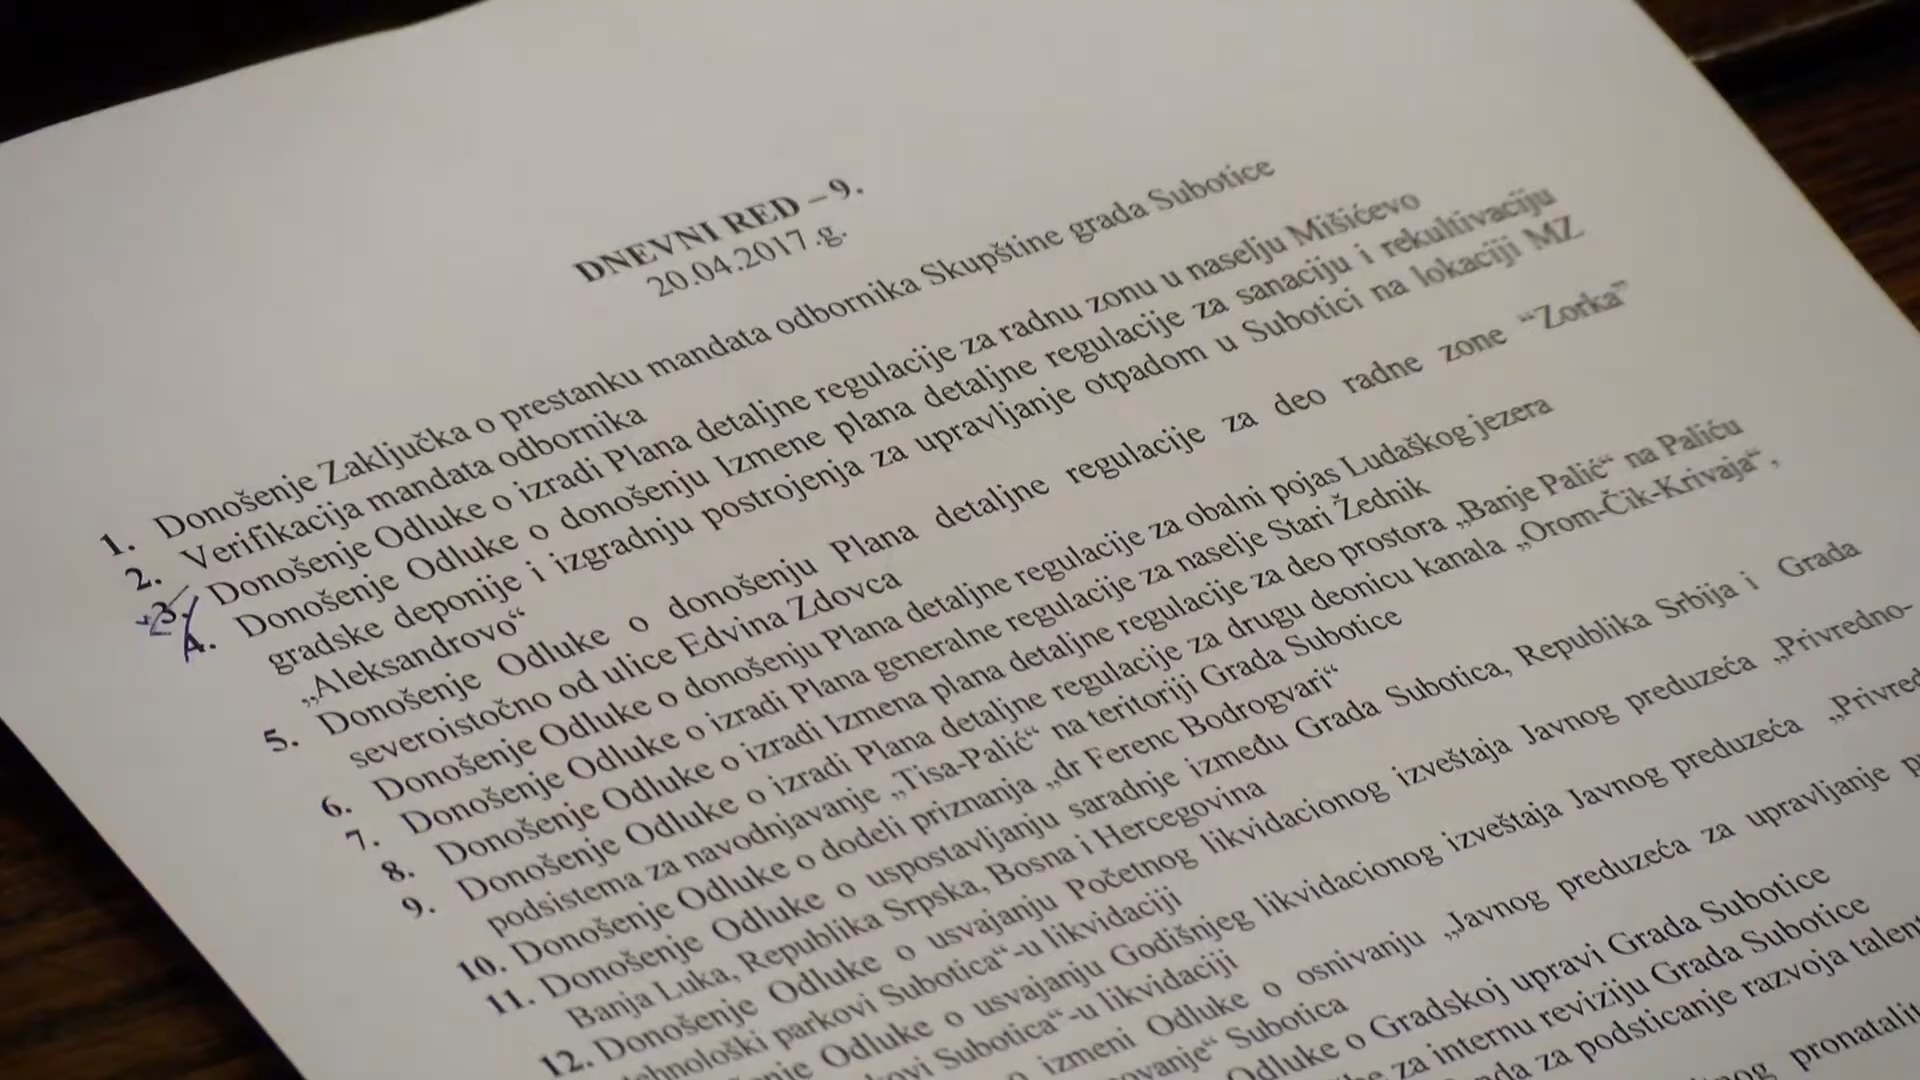 DNEVNI RED – 9.
20.04.2017.g.
1. Donošenje Zaključka o prestanku mandata odbornika Skupštine grada Subotice
2. Verifikacija mandata odbornika
3. Donošenje Odluke o izradi Plana detaljne regulacije za radnu zonu u naselju Mišićevo
4. Donošenje Odluke o donošenju Izmene plana detaljne regulacije za sanaciju i rekultivaciju
gradske deponije i izgradnju postrojenja za upravljanje otpadom u Subotici na lokaciji MZ
„Aleksandrovo“
5. Donošenje Odluke o donošenju Plana detaljne regulacije za deo radne zone “Zorka”
severoistočno od ulice Edvina Zdovca
6. Donošenje Odluke o donošenju Plana detaljne regulacije za obalni pojas Ludaškog jezera
7. Donošenje Odluke o izradi Plana generalne regulacije za naselje Stari Žednik
8. Donošenje Odluke o izradi Izmena plana detaljne regulacije za deo prostora „Banje Palić“ na Paliću
9. Donošenje Odluke o izradi Plana detaljne regulacije za drugu deonicu kanala „Orom-Čik-Krivaja“,
podsistema za navodnjavanje „Tisa-Palić“ na teritoriji Grada Subotice
10. Donošenje Odluke o dodeli priznanja „dr Ferenc Bodrogvari“
11. Donošenje Odluke o uspostavljanju saradnje između Grada Subotica, Republika Srbija i Grada
Banja Luka, Republika Srpska, Bosna i Hercegovina
12. Donošenje Odluke o usvajanju Početnog likvidacionog izveštaja Javnog preduzeća „Privredno-
tehnološki parkovi Subotica“-u likvidaciji
Odluke o usvajanju Godišnjeg likvidacionog izveštaja Javnog preduzeća „Privred
ovi Subotica“-u likvidaciji
o izmeni Odluke o osnivanju „Javnog preduzeća za upravljanje p
ovanje“ Subotica
Odluke o Gradskoj upravi Grada Subotice
za internu reviziju Grada Subotice
za podsticanje razvoja talen
pronatalit